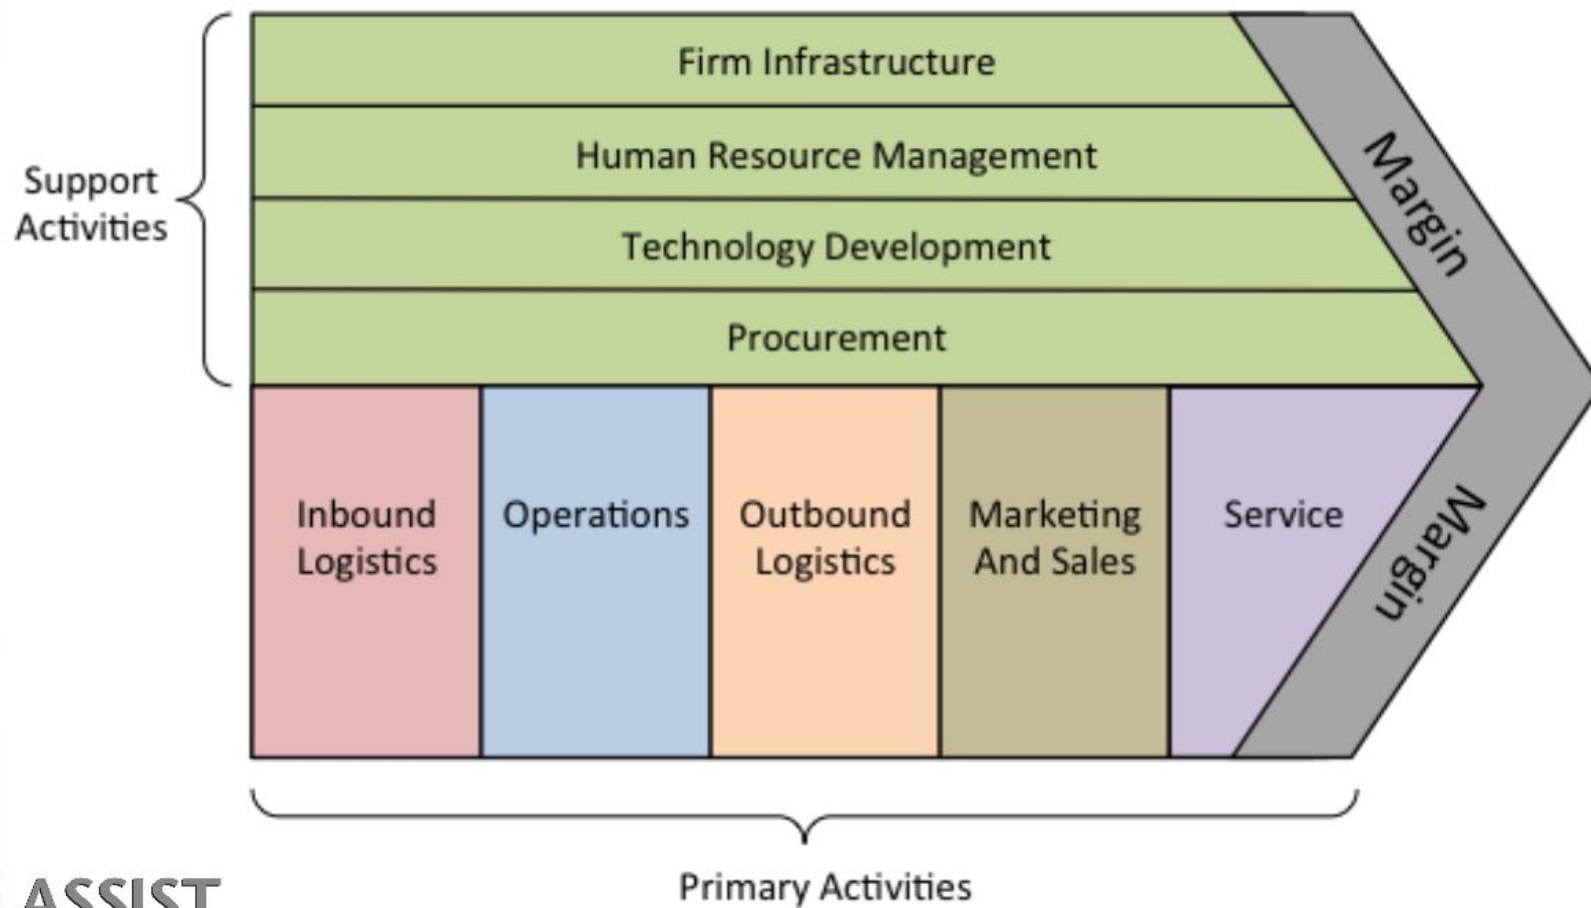 Firm Infrastructure
Human Resource Management
Technology Development
Procurement
Support
Activities
Margin
Inbound
Logistics
Operations
Outbound
Logistics
Marketing
And Sales
Service
Margin
Primary Activities
ASSIST